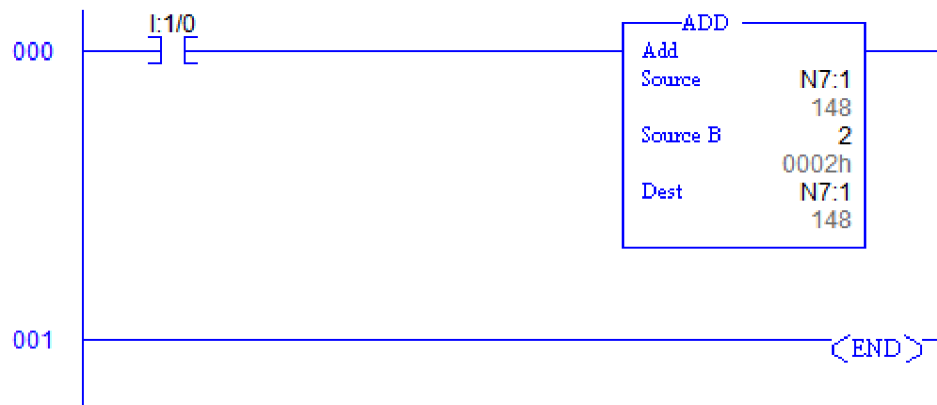 I:1/0
ADD
000
Add
Source N7:1
148
Source B 2
0002h
Dest N7:1
148
001
END